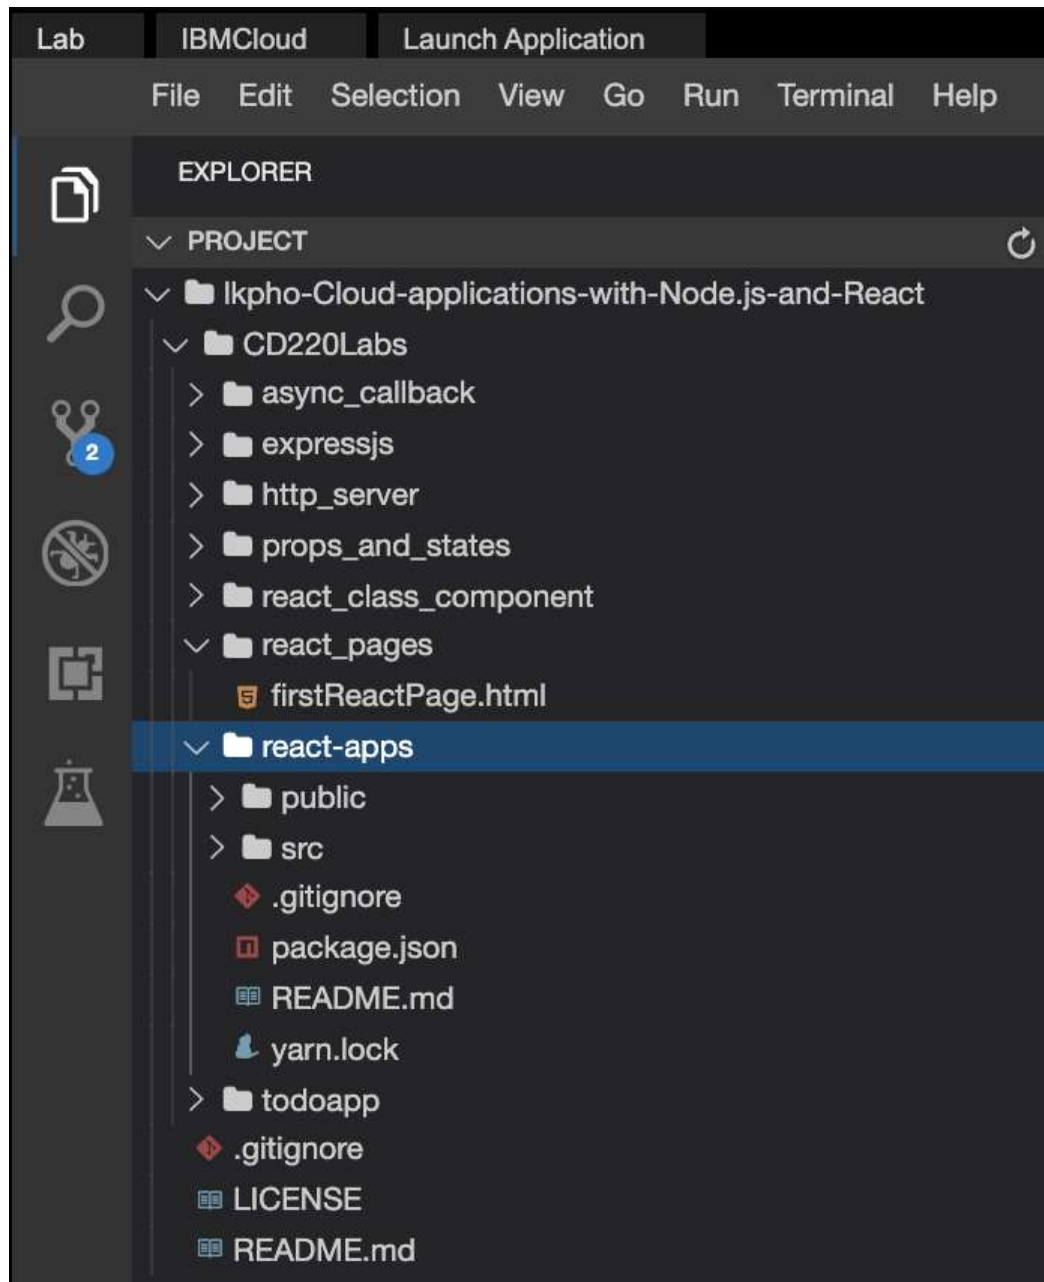 Lab IBMCloud Launch Application
File Edit Selection View Go Run Terminal Help
EXPLORER
PROJECT
lkpho-Cloud-applications-with-Node.js-and-React
CD220Labs
async_callback
expressjs
2
http_server
props_and_states
react_class_component
react_pages
firstReactPage.html
react-apps
public
src
.gitignore
package.json
README.md
yarn.lock
todoapp
.gitignore
LICENSE
README.md